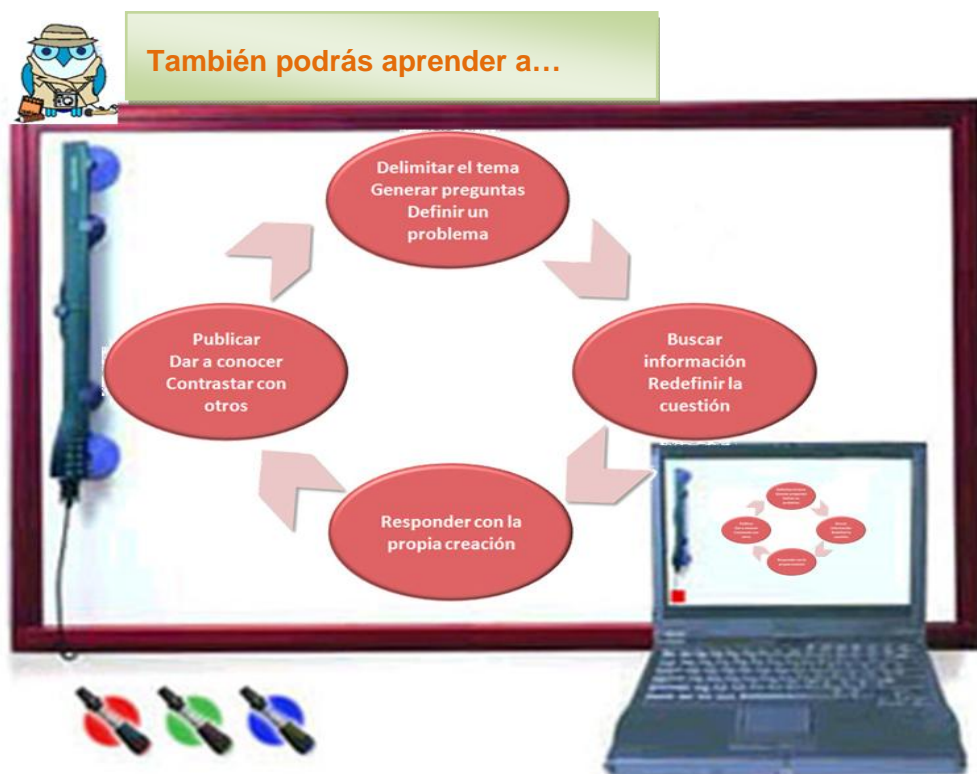 También podrás aprender a…
Delimitar el tema
Generar preguntas
Definir un
problema
Buscar
información
Redefinir la
cuestión
Responder con la
propia creación
Publicar
Dar a conocer
Contrastar con
otros